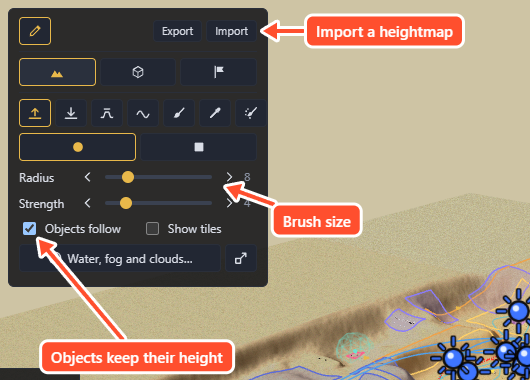 Export
Import
Import a heightmap
Radius
8
Strength
4
Brush size
Objects follow
Show tiles
Water, fog and clouds...
Objects keep their height